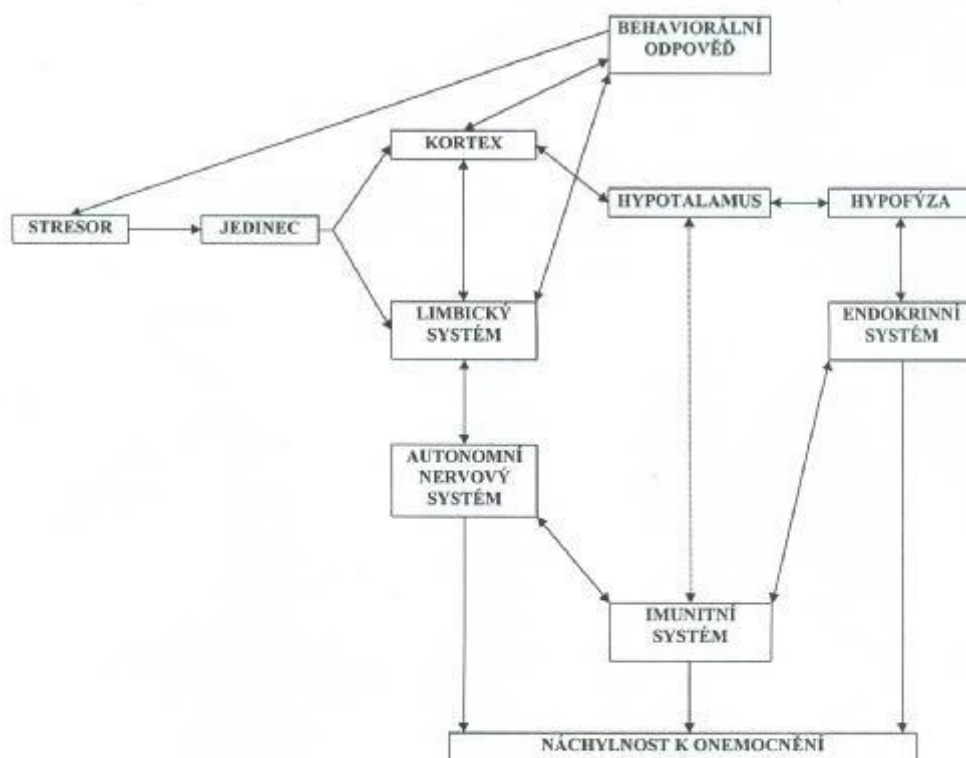 BEHAVIORÁLNÍ
ODPOVĚĎ
KORTEX
HYPOTALAMUS
HYPOFÝZA
STRESOR
JEDINEC
LIMBICKÝ
SYSTÉM
ENDOKRINNÍ
SYSTÉM
AUTONOMNÍ
NERVOVÝ
SYSTÉM
IMUNITNÍ
SYSTÉM
NÁCHYLNOST K ONEMOCNĚNÍ